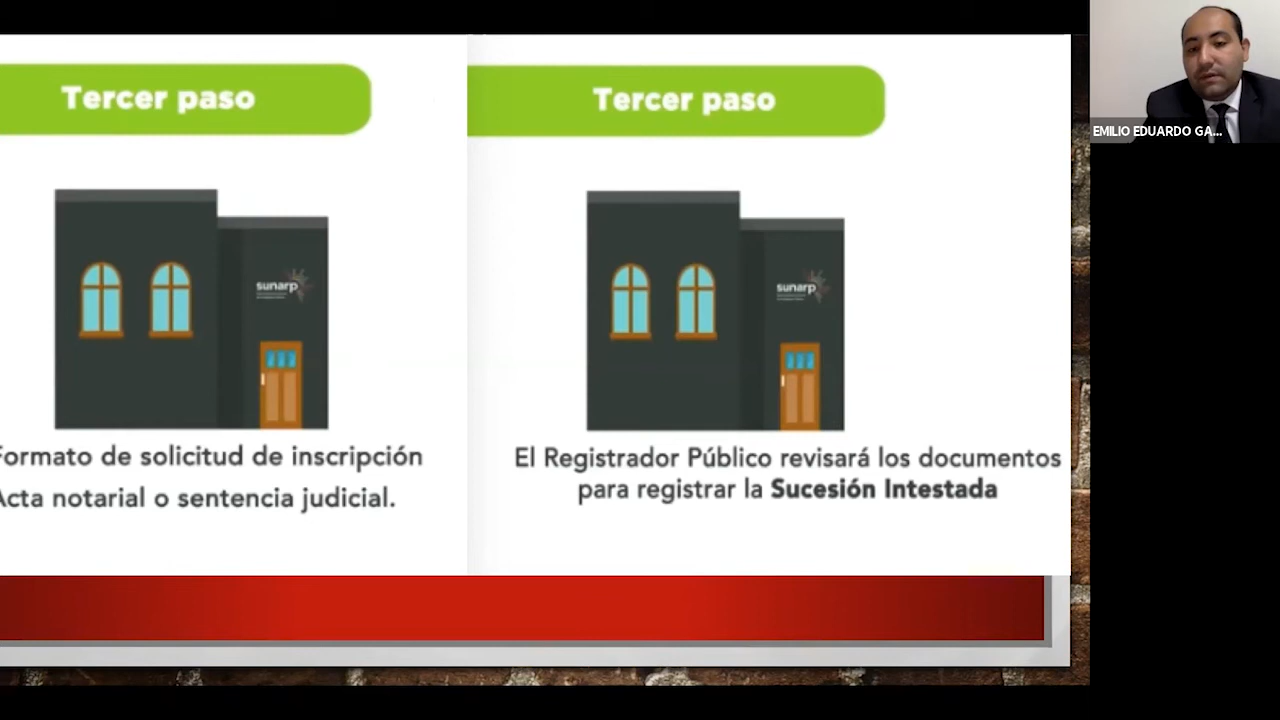 Tercer paso
sunarp
Formato de solicitud de inscripción
Acta notarial o sentencia judicial.
Tercer paso
sunarp
El Registrador Público revisará los documentos
para registrar la Sucesión Intestada
EMILIO EDUARDO GA...